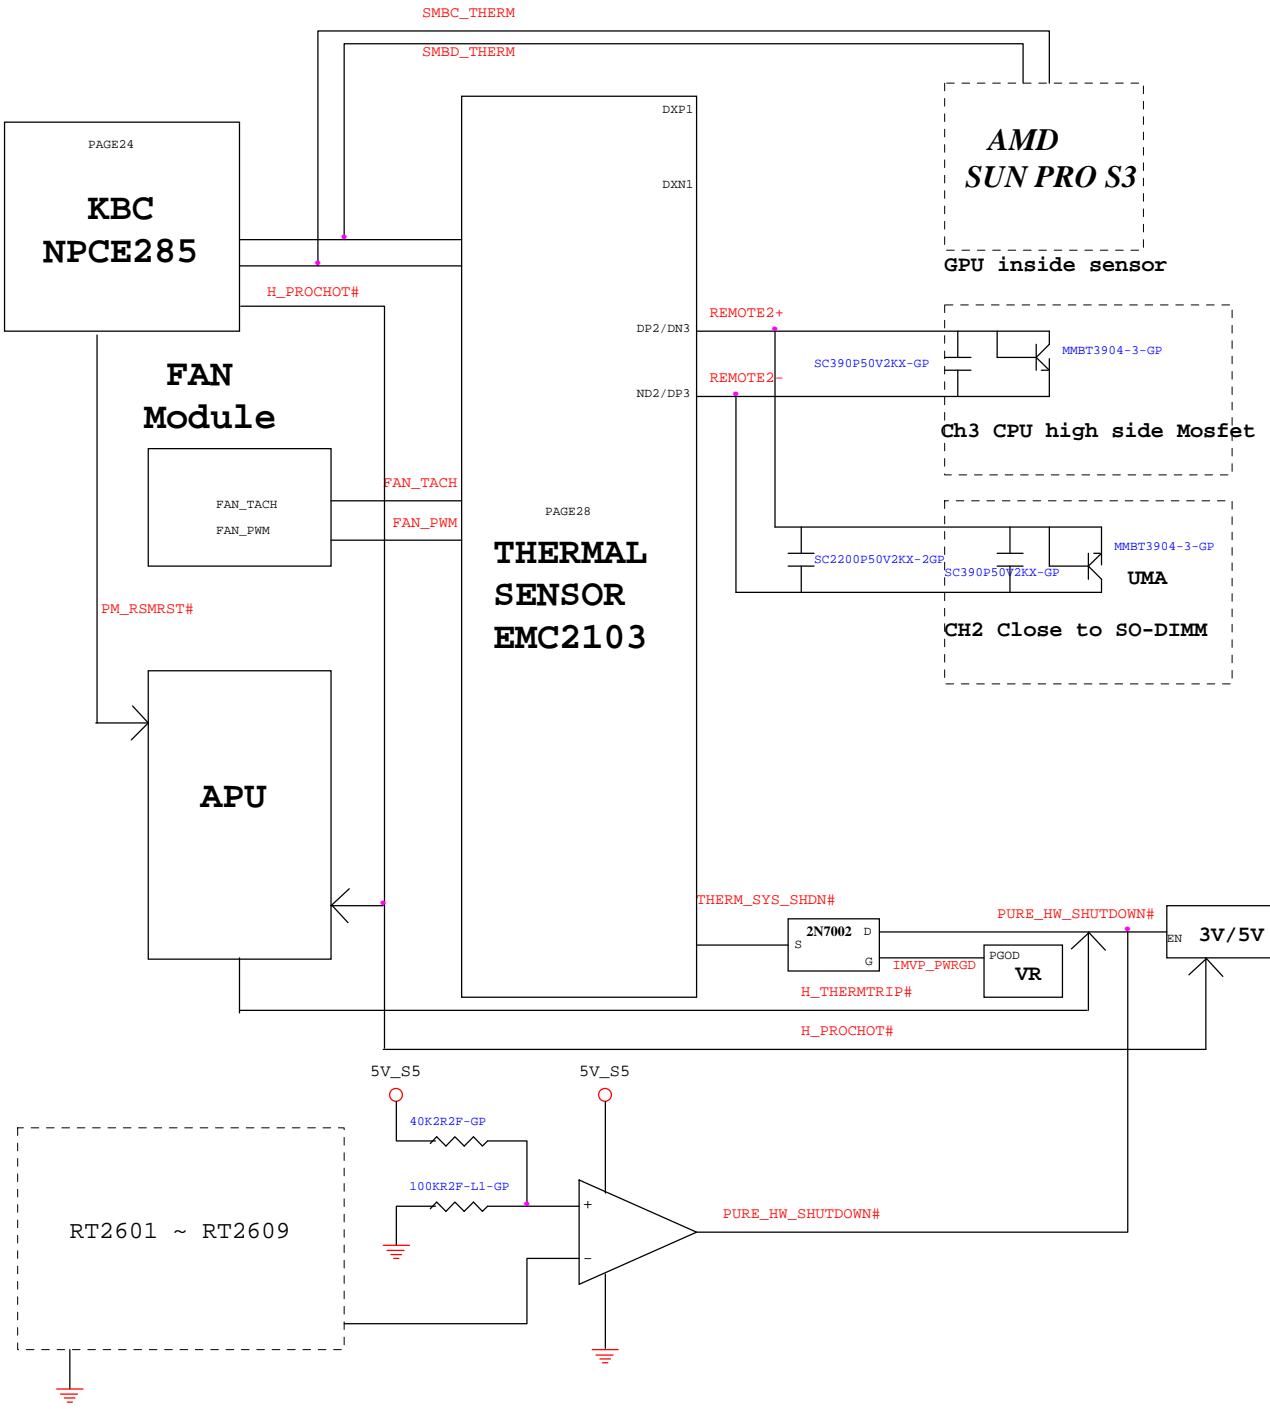 SMBC_THERM
SMBD_THERM
PAGE24
KBC
NPCE285
H_PROCHOT#
DXP1
DXN1
AMD
SUN PRO S3
GPU inside sensor
FAN
Module
FAN_TACH
FAN_PWM
FAN_TACH
FAN_PWM
DP2/DN3
ND2/DP3
REMOTE2+
REMOTE2-
SC390P50V2KX-GP
MMBT3904-3-GP
Ch3 CPU high side Mosfet
PAGE28
THERMAL
SENSOR
EMC2103
SC2200P50V2KX-2GP
SC390P50V2KX-GP
MMBT3904-3-GP
UMA
CH2 Close to SO-DIMM
PM_RSMRST#
APU
THERM_SYS_SHDN#
2N7002
D
S
G
IMVP_PWRGD
PGOD
VR
PURE_HW_SHUTDOWN#
EN
3V/5V
H_THERMTRIP#
H_PROCHOT#
5V_S5
5V_S5
40K2R2F-GP
100KR2F-L1-GP
+
-
PURE_HW_SHUTDOWN#
RT2601 ~ RT2609